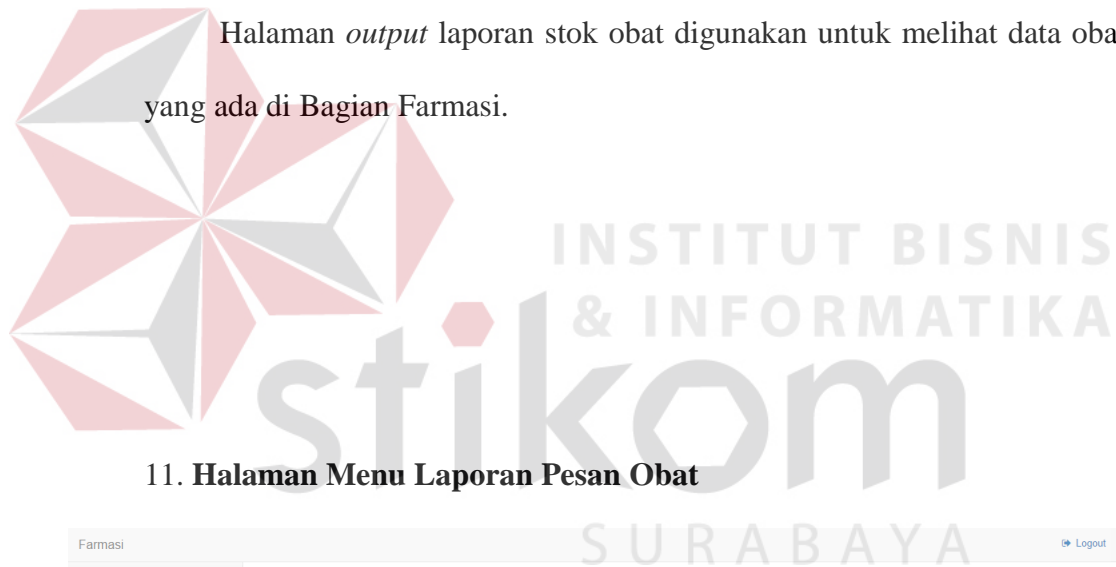 Halaman output laporan stok obat digunakan untuk melihat data oba
yang ada di Bagian Farmasi.
INSTITUT BISNIS
& INFORMATIKA
stikom
11. Halaman Menu Laporan Pesan Obat
SURABAYA
Farmasi
Logout